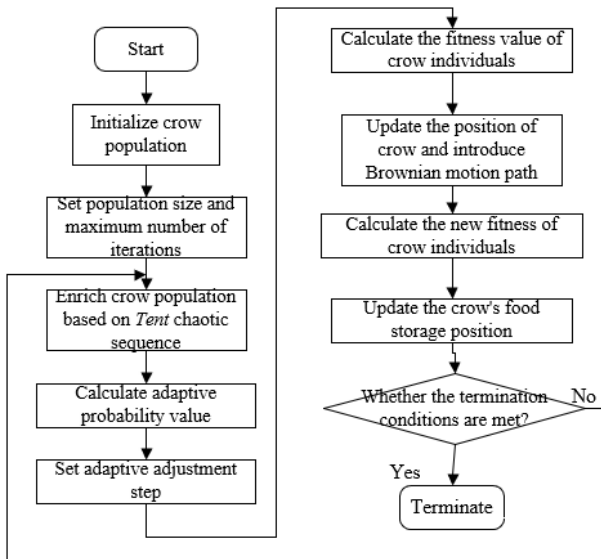 Start
Initialize crow
population
Set population size and
maximum number of
iterations
Enrich crow population
based on Tent chaotic
sequence
Calculate adaptive
probability value
Set adaptive adjustment
step
Calculate the fitness value of
crow individuals
Update the position of
crow and introduce
Brownian motion path
Calculate the new fitness of
crow individuals
Update the crow's food
storage position
Whether the termination
conditions are met?
No
Yes
Terminate